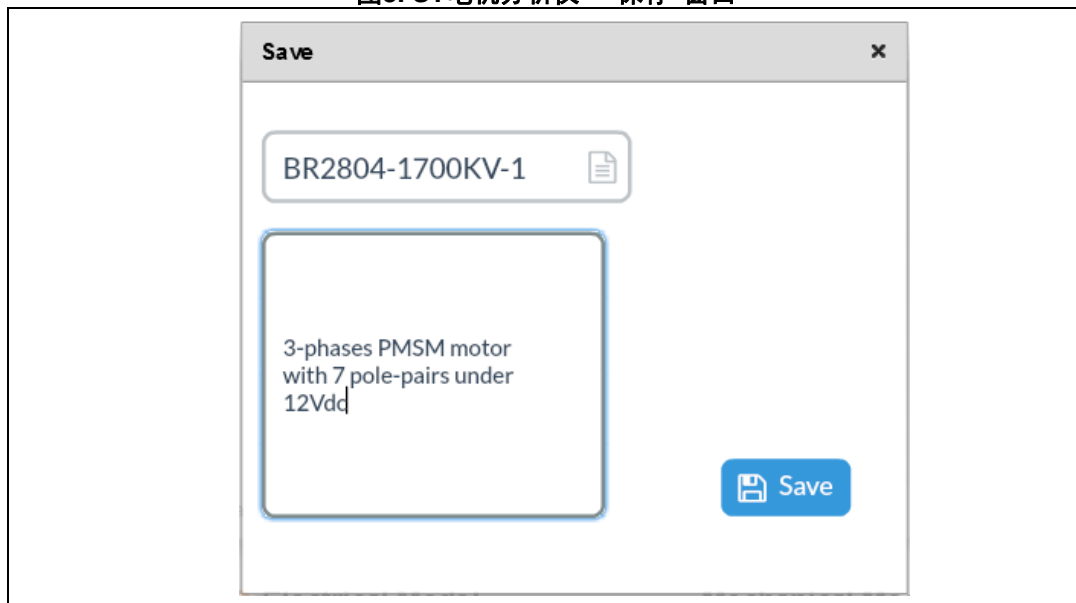 Save
BR2804-1700KV-1
3-phases PMSM motor
with 7 pole-pairs under
12Vdc
Save